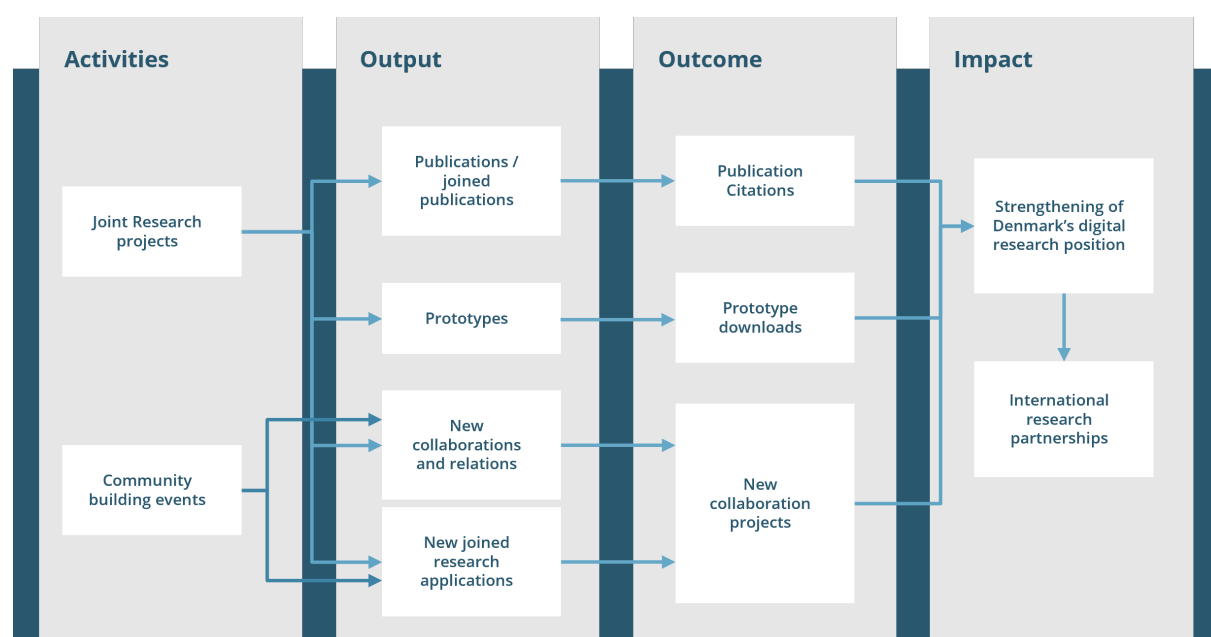 Activities
Output
Outcome
Impact
Joint Research
projects
Community
building events
Publications /
joined
publications
Prototypes
New
collaborations
and relations
New joined
research
applications
Publication
Citations
Prototype
downloads
New
collaboration
projects
Strengthening of
Denmark’s digital
research position
International
research
partnerships